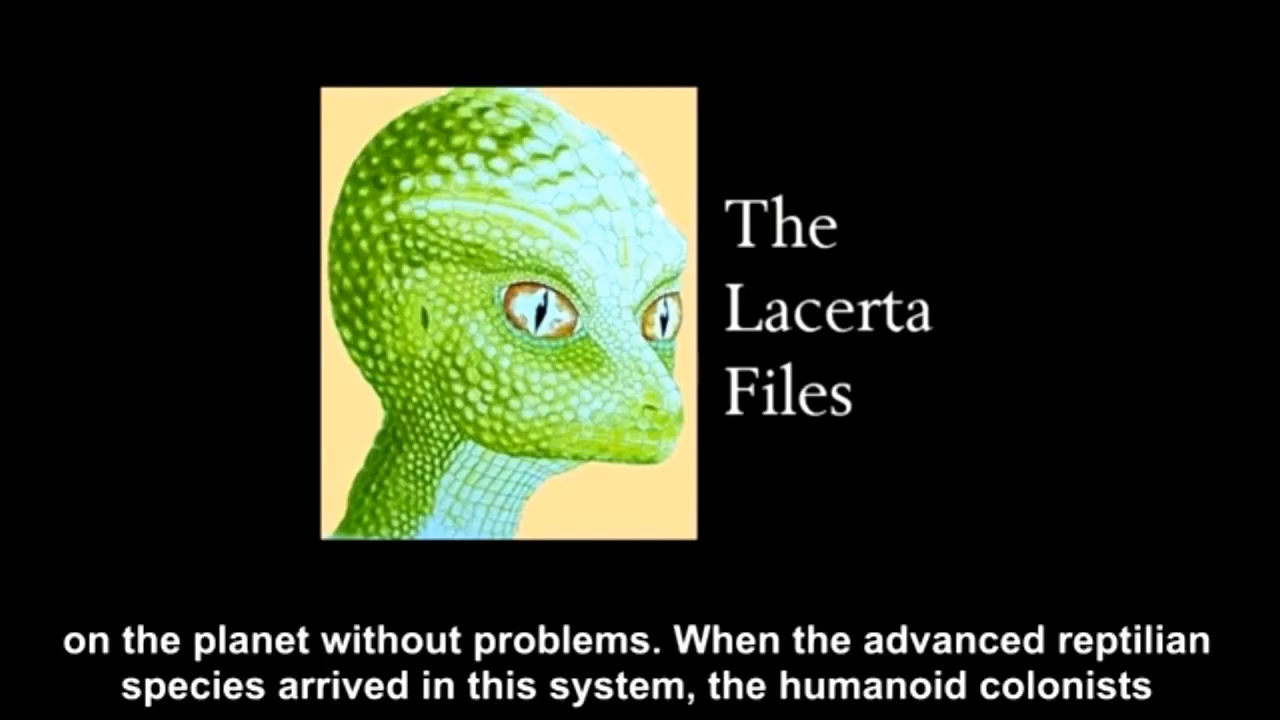 The
Lacerta
Files
on the planet without problems. When the advanced reptilian
species arrived in this system, the humanoid colonists